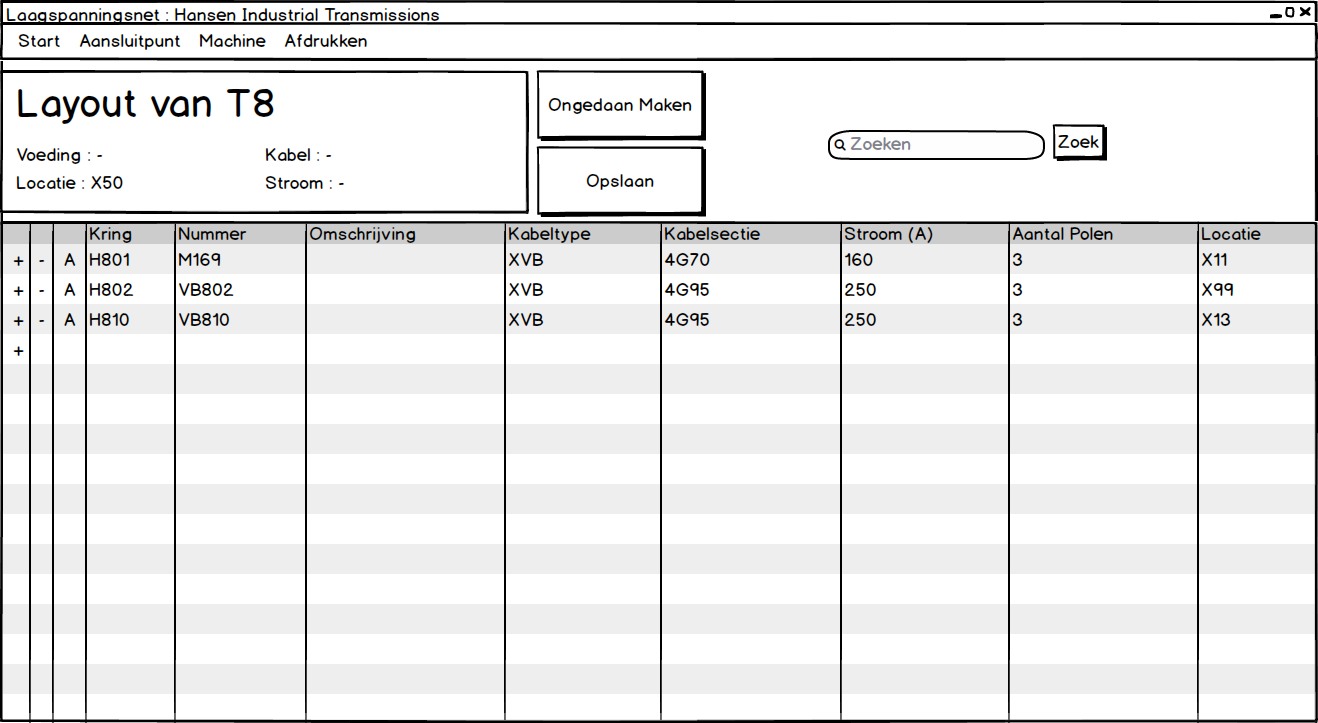 Laagspanningsnet : Hansen Industrial Transmissions
Start Aansluitpunt Machine Afdrukken
Layout van T8
Voeding : - Kabel : -
Locatie : X50 Stroom : -
Ongedaan Maken
Opslaan
Zoeken Zoek
Kring Nummer Omschrijving Kabeltype Kabelsectie Stroom (A) Aantal Polen Locatie
+ - A H801 M169 XVB 4G70 160 3 X11
+ - A H802 VB802 XVB 4G95 250 3 X99
+ - A H810 VB810 XVB 4G95 250 3 X13
+